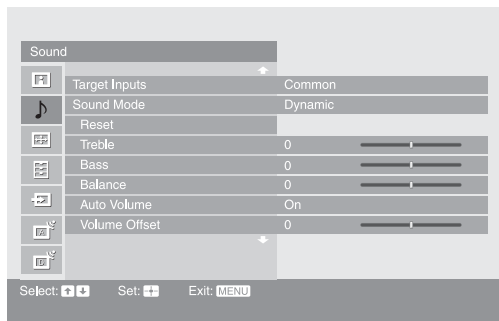 Sound
Target Inputs Common
Sound Mode Dynamic
Reset
Treble 0
Bass 0
Balance 0
Auto Volume On
Volume Offset 0
Select: Set: Exit: MENU